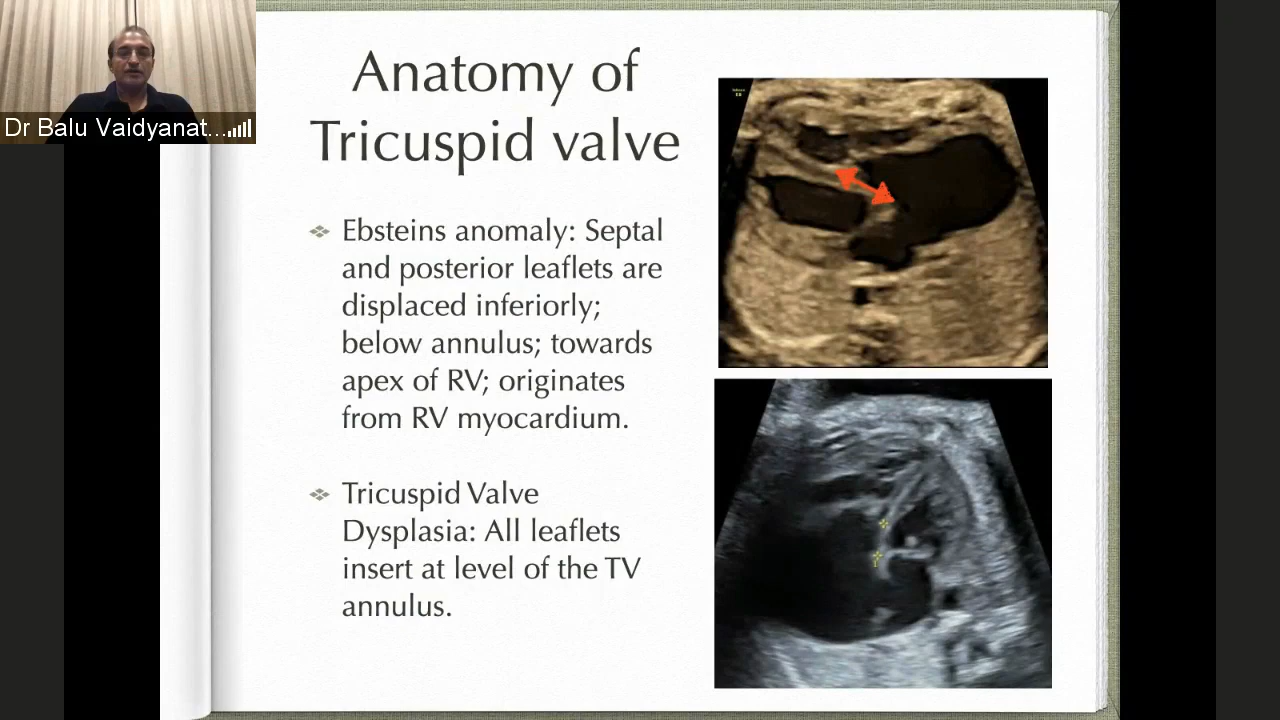 Dr Balu Vaidyanat...
Anatomy of
Tricuspid valve
Ebsteins anomaly: Septal
and posterior leaflets are
displaced inferiorly;
below annulus; towards
apex of RV; originates
from RV myocardium.
Tricuspid Valve
Dysplasia: All leaflets
insert at level of the TV
annulus.